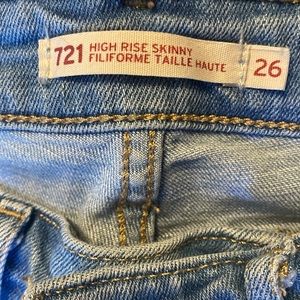 721 HIGH RISE SKINNY
FILIFORME TAILLE HAUTE
26